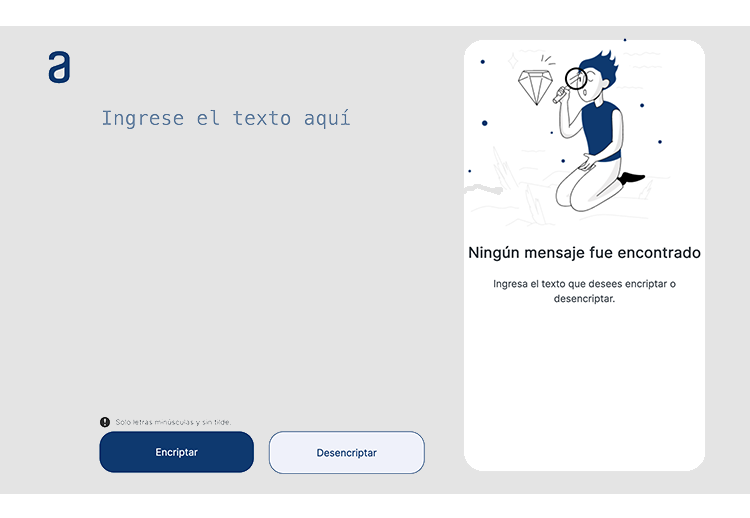 a
Ingrese el texto aquí
Ningún mensaje fue encontrado
Ingresa el texto que desees encriptar o
desencriptar.
Solo letras minúsculas y sin tilde.
Encriptar
Desencriptar